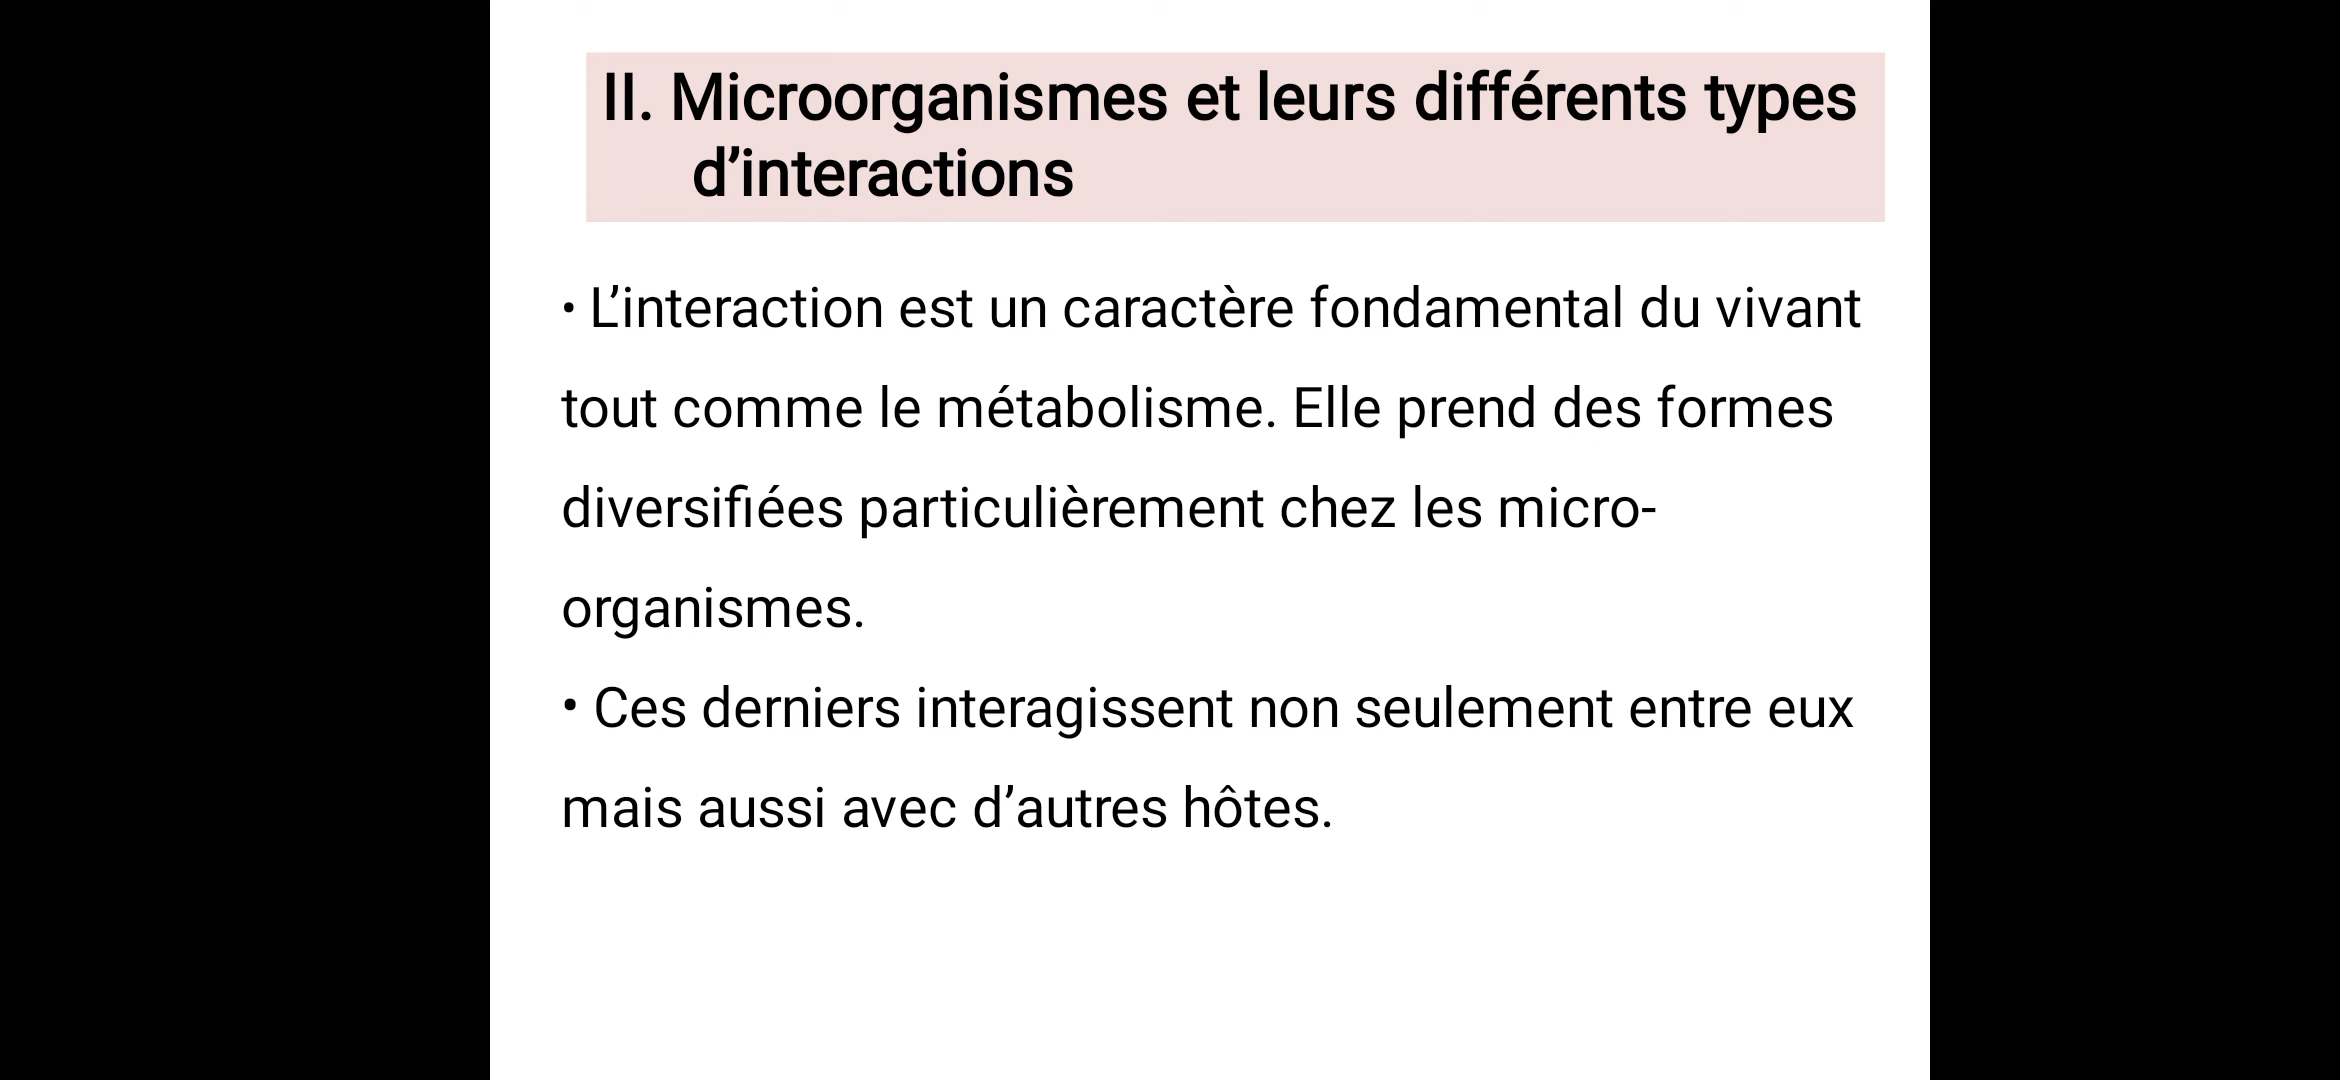 II. Microorganismes et leurs différents types
d’interactions
• L’interaction est un caractère fondamental du vivant
tout comme le métabolisme. Elle prend des formes
diversifiées particulièrement chez les micro-
organismes.
• Ces derniers interagissent non seulement entre eux
mais aussi avec d’autres hôtes.